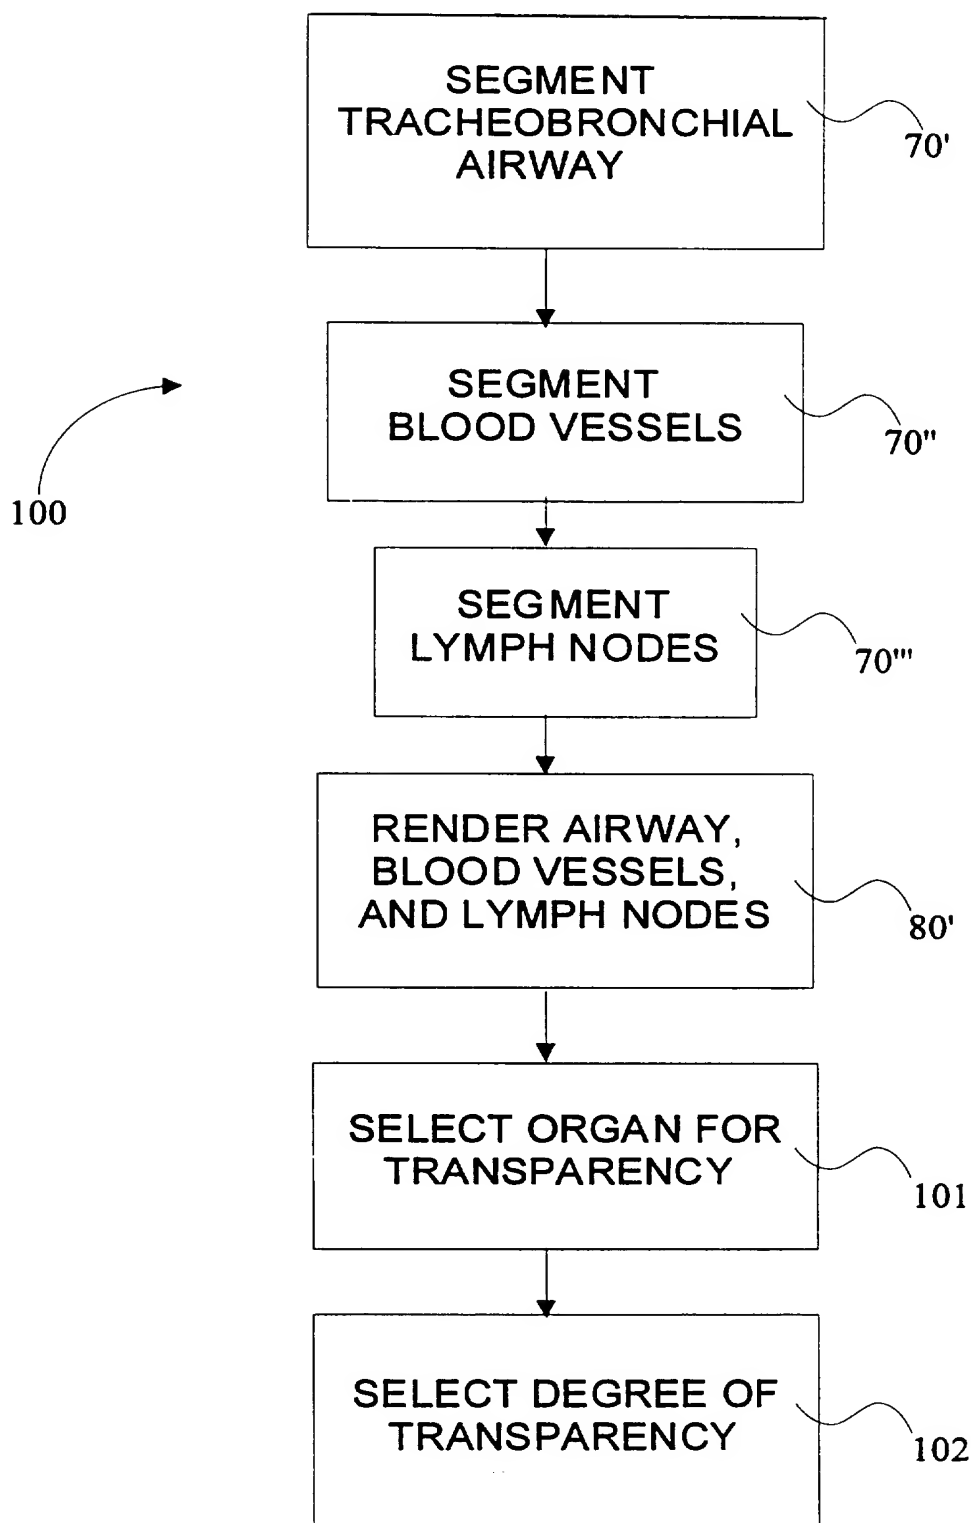 SEGMENT
TRACHEOBRONCHIAL
AIRWAY
70'
SEGMENT
BLOOD VESSELS
70"
100
SEGMENT
LYMPH NODES
70'''
RENDER AIRWAY,
BLOOD VESSELS,
AND LYMPH NODES
80'
SELECT ORGAN FOR
TRANSPARENCY
101
SELECT DEGREE OF
TRANSPARENCY
102